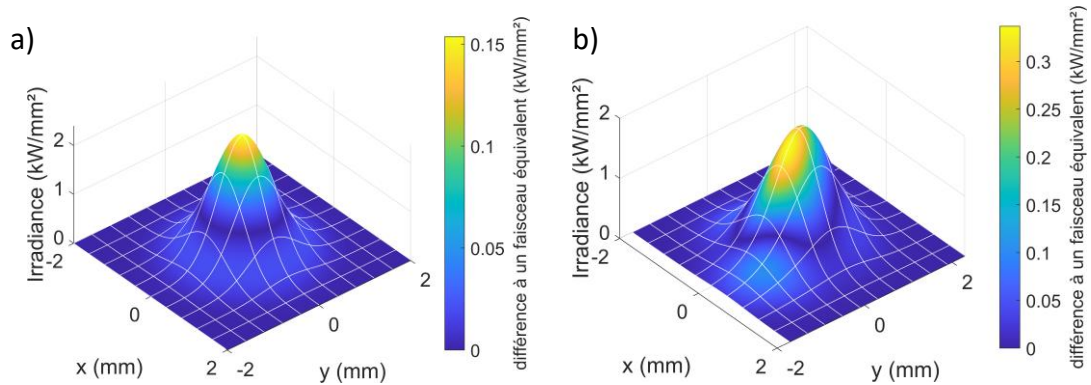 a)
Irradiance (kW/mm²)
2
1
0
-2
0
2
x (mm)
-2
0
2
y (mm)
0.15
0.1
0.05
0
différence à un faisceau équivalent (kW/mm²)
b)
Irradiance (kW/mm²)
2
1
0
-2
0
2
x (mm)
-2
0
2
y (mm)
0.3
0.25
0.2
0.15
0.1
0.05
0
différence à un faisceau équivalent (kW/mm²)